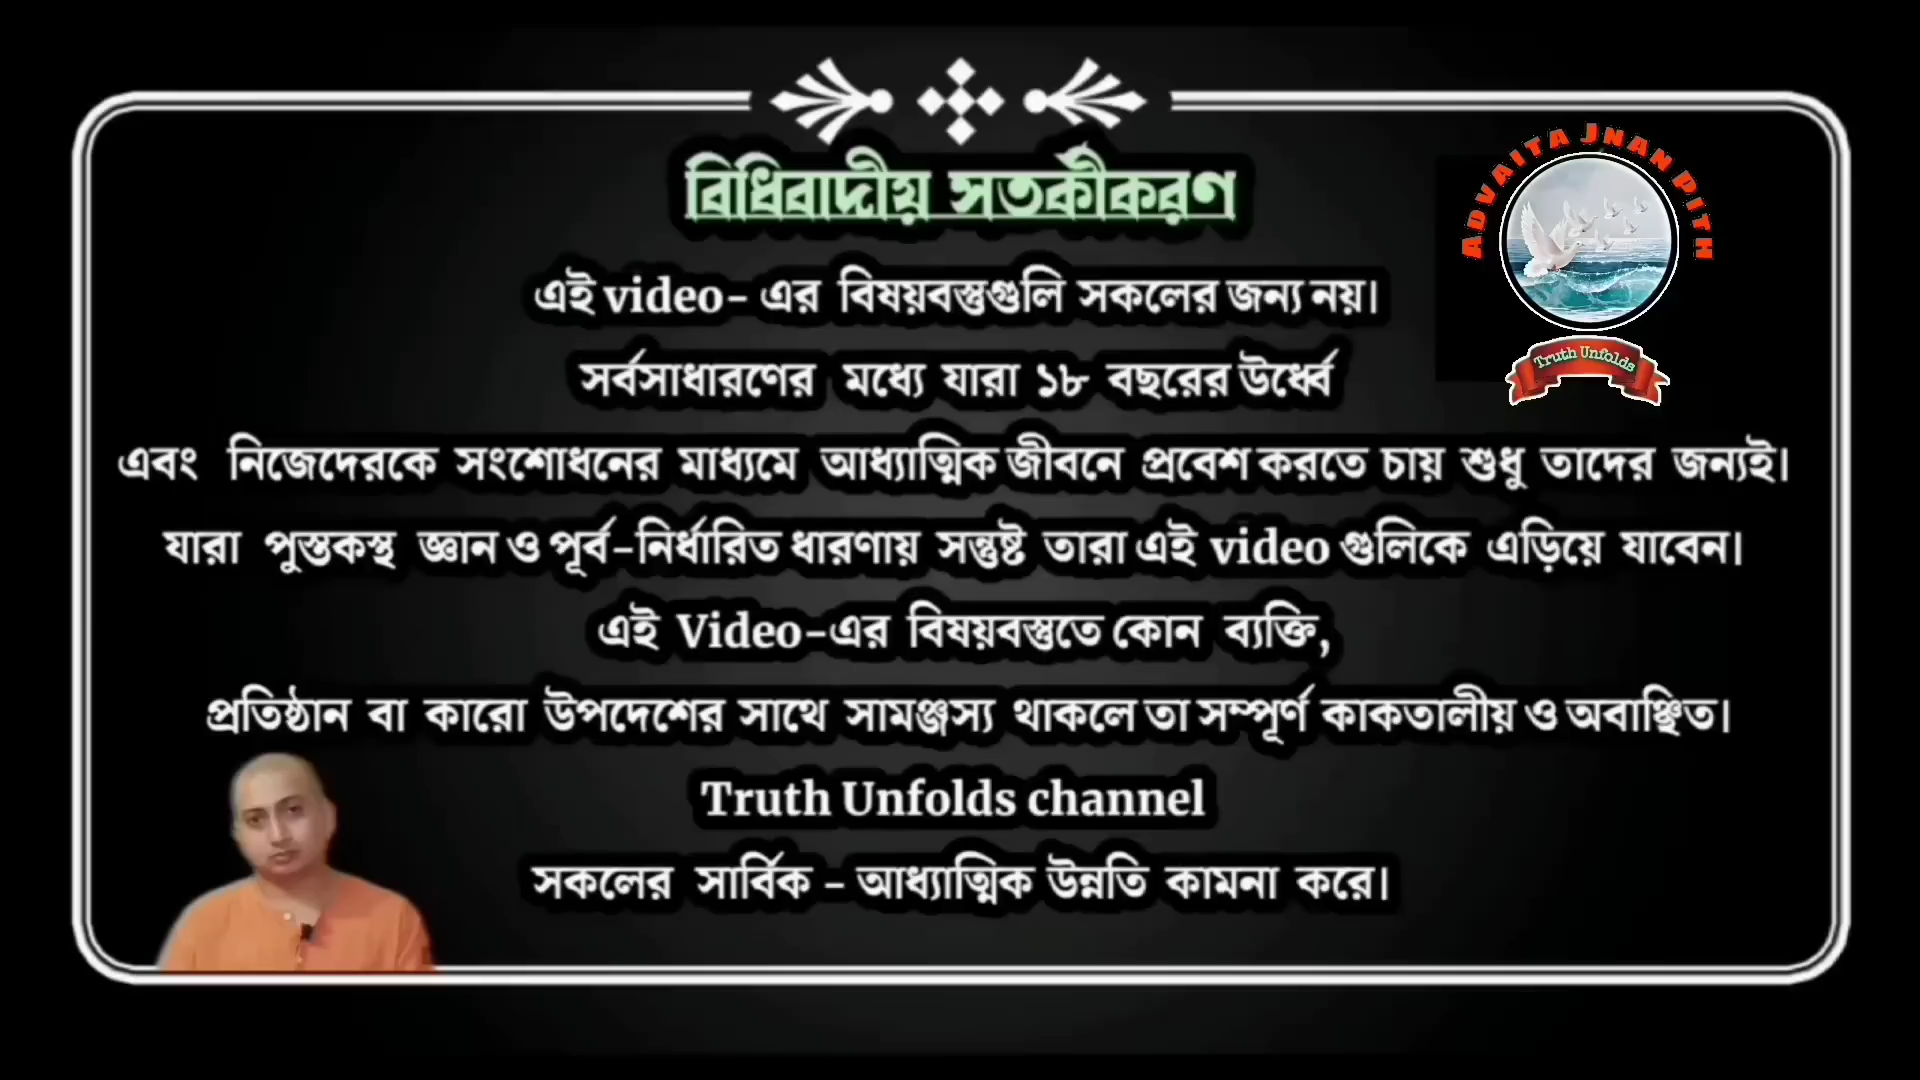 বিধিবাদীয় সতর্কীকরণ
ADVAITA JNAN PITH
Truth Unfolds
এই video- এর বিষয়বস্তুগুলি সকলের জন্য নয়।
সর্বসাধারণের মধ্যে যারা ১৮ বছরের উর্ধ্বে
এবং নিজেদেরকে সংশোধনের মাধ্যমে আধ্যাত্মিক জীবনে প্রবেশ করতে চায় শুধু তাদের জন্যই।
যারা পুস্তকস্থ জ্ঞান ও পূর্ব-নির্ধারিত ধারণায় সন্তুষ্ট তারা এই video গুলিকে এড়িয়ে যাবেন।
এই Video-এর বিষয়বস্তুতে কোন ব্যক্তি,
প্রতিষ্ঠান বা কারো উপদেশের সাথে সামঞ্জস্য থাকলে তা সম্পূর্ণ কাকতালীয় ও অবাঞ্ছিত।
Truth Unfolds channel
সকলের সার্বিক - আধ্যাত্মিক উন্নতি কামনা করে।